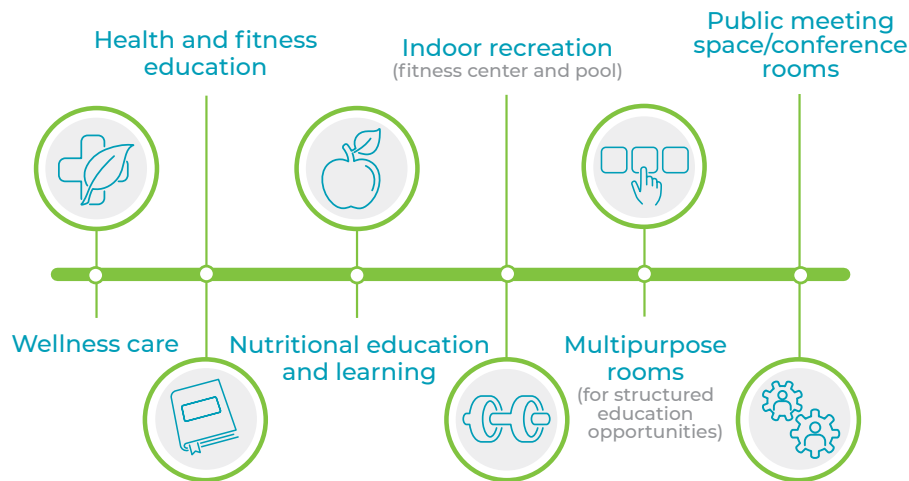 Health and fitness
education
Indoor recreation
(fitness center and pool)
Public meeting
space/conference
rooms
Wellness care
Nutritional education
and learning
Multipurpose
rooms
(for structured
education
opportunities)